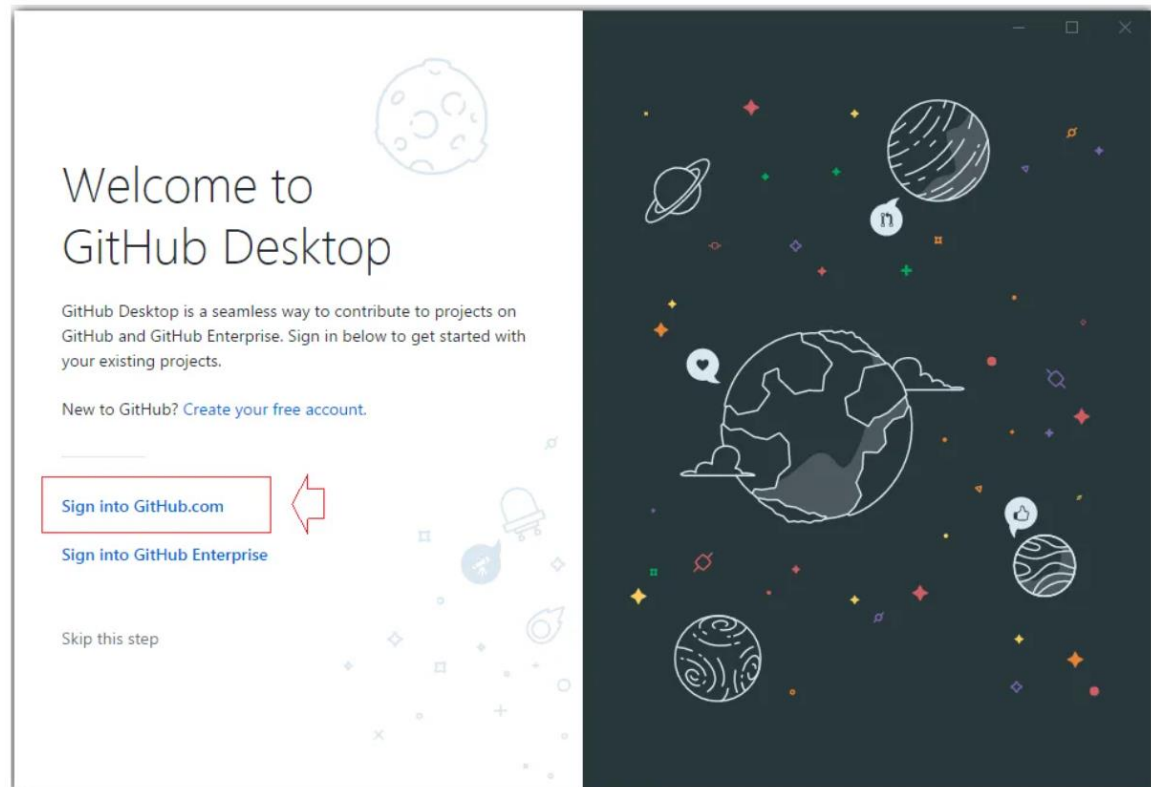 Welcome to
GitHub Desktop
GitHub Desktop is a seamless way to contribute to projects on
GitHub and GitHub Enterprise. Sign in below to get started with
your existing projects.
New to GitHub? Create your free account.
Sign into GitHub.com
Sign into GitHub Enterprise
Skip this step